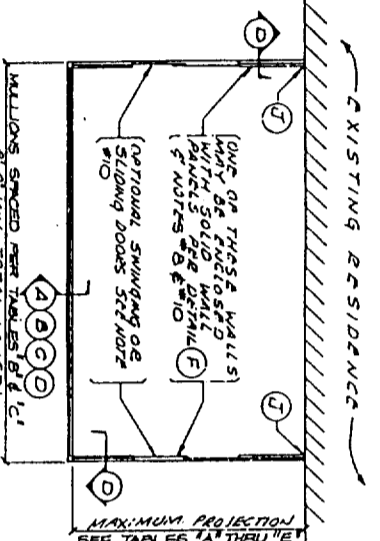 EXISTING RESIDENCE
D
J
J
(ONE OF THESE WALLS)
MAY BE ENCLOSED
WITH SOLID WALL
PANELS PER DETAIL F
& NOTES #8 & #10
(OPTIONAL SWINGING OR
SLIDING DOORS SEE NOTE
#10
D
A B C D
MULLIONS SPACED PER TABLES "B" & "C"
MAXIMUM PROJECTION
SEE TABLES "A" THRU "E"